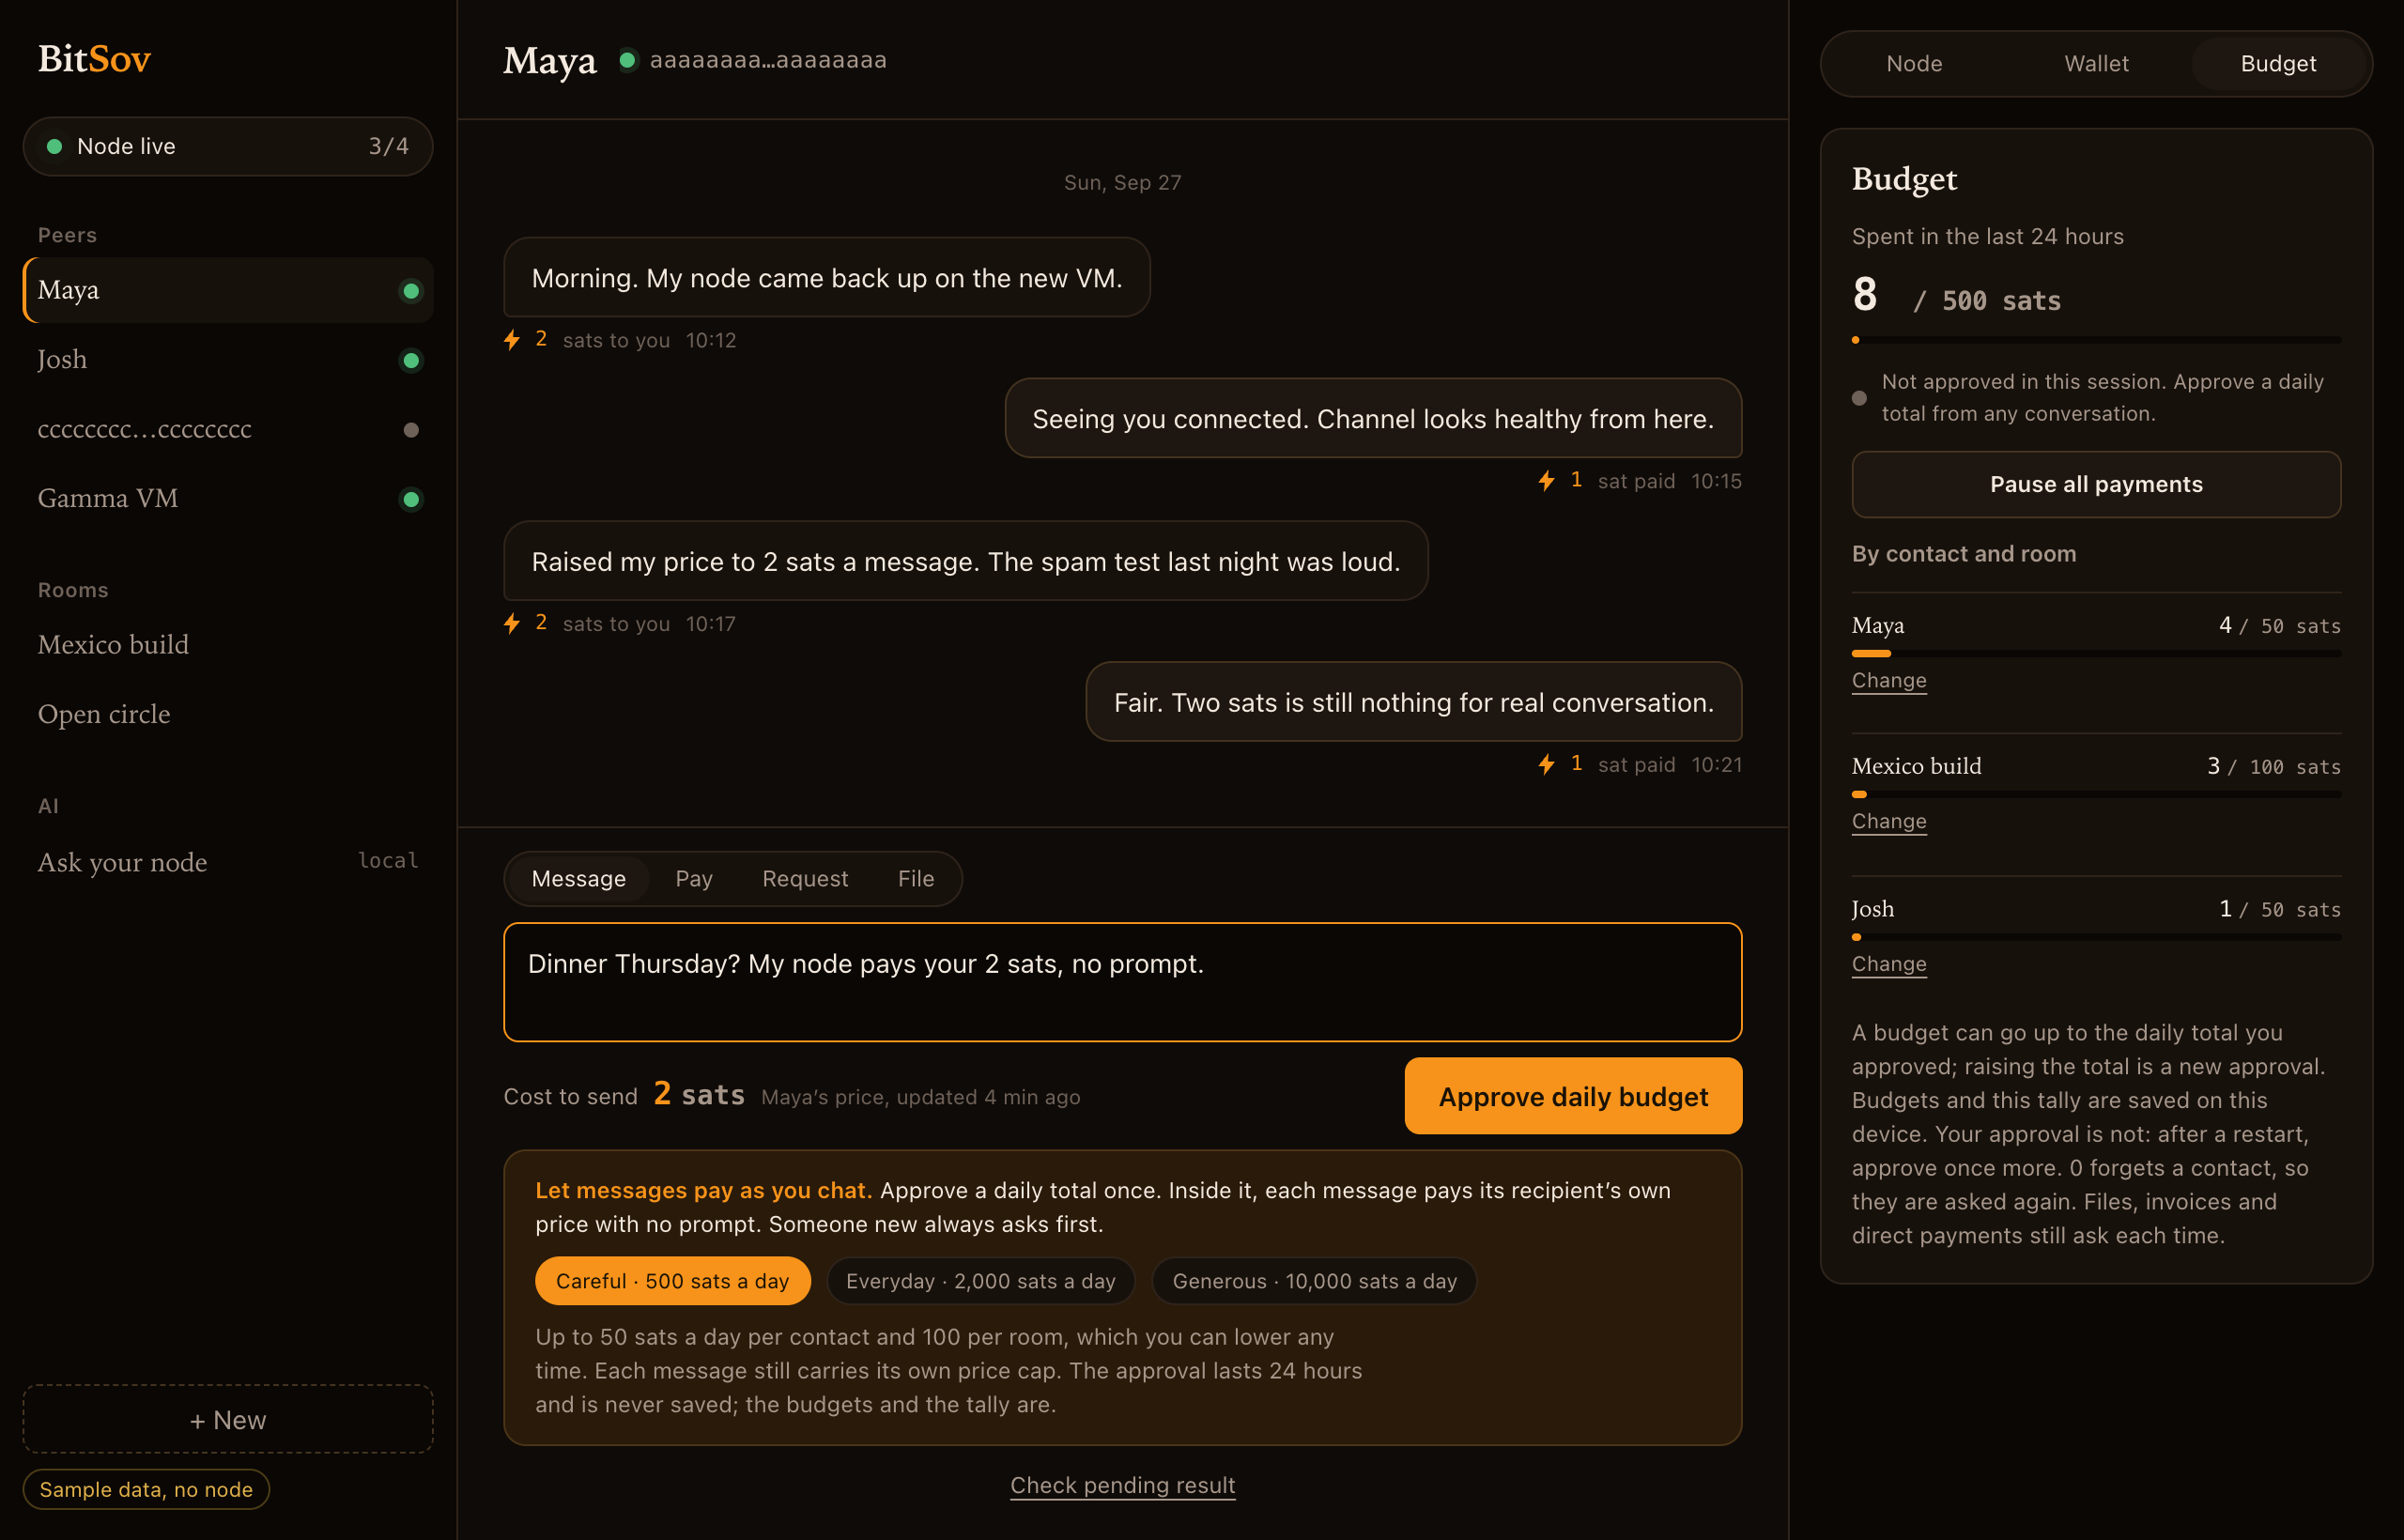 BitSov
Node live 3/4
Peers
Maya
Josh
cccccccc…cccccccc
Gamma VM
Rooms
Mexico build
Open circle
AI
Ask your node local
+ New
Sample data, no node
Maya aaaaaaaa…aaaaaaaa
Sun, Sep 27
Morning. My node came back up on the new VM.
2 sats to you 10:12
Seeing you connected. Channel looks healthy from here.
1 sat paid 10:15
Raised my price to 2 sats a message. The spam test last night was loud.
2 sats to you 10:17
Fair. Two sats is still nothing for real conversation.
1 sat paid 10:21
Message Pay Request File
Dinner Thursday? My node pays your 2 sats, no prompt.
Cost to send 2 sats Maya’s price, updated 4 min ago
Approve daily budget
Let messages pay as you chat. Approve a daily total once. Inside it, each message pays its recipient’s own
price with no prompt. Someone new always asks first.
Careful · 500 sats a day Everyday · 2,000 sats a day Generous · 10,000 sats a day
Up to 50 sats a day per contact and 100 per room, which you can lower any
time. Each message still carries its own price cap. The approval lasts 24 hours
and is never saved; the budgets and the tally are.
Check pending result
Node Wallet Budget
Budget
Spent in the last 24 hours
8 / 500 sats
Not approved in this session. Approve a daily
total from any conversation.
Pause all payments
By contact and room
Maya 4 / 50 sats
Change
Mexico build 3 / 100 sats
Change
Josh 1 / 50 sats
Change
A budget can go up to the daily total you
approved; raising the total is a new approval.
Budgets and this tally are saved on this
device. Your approval is not: after a restart,
approve once more. 0 forgets a contact, so
they are asked again. Files, invoices and
direct payments still ask each time.